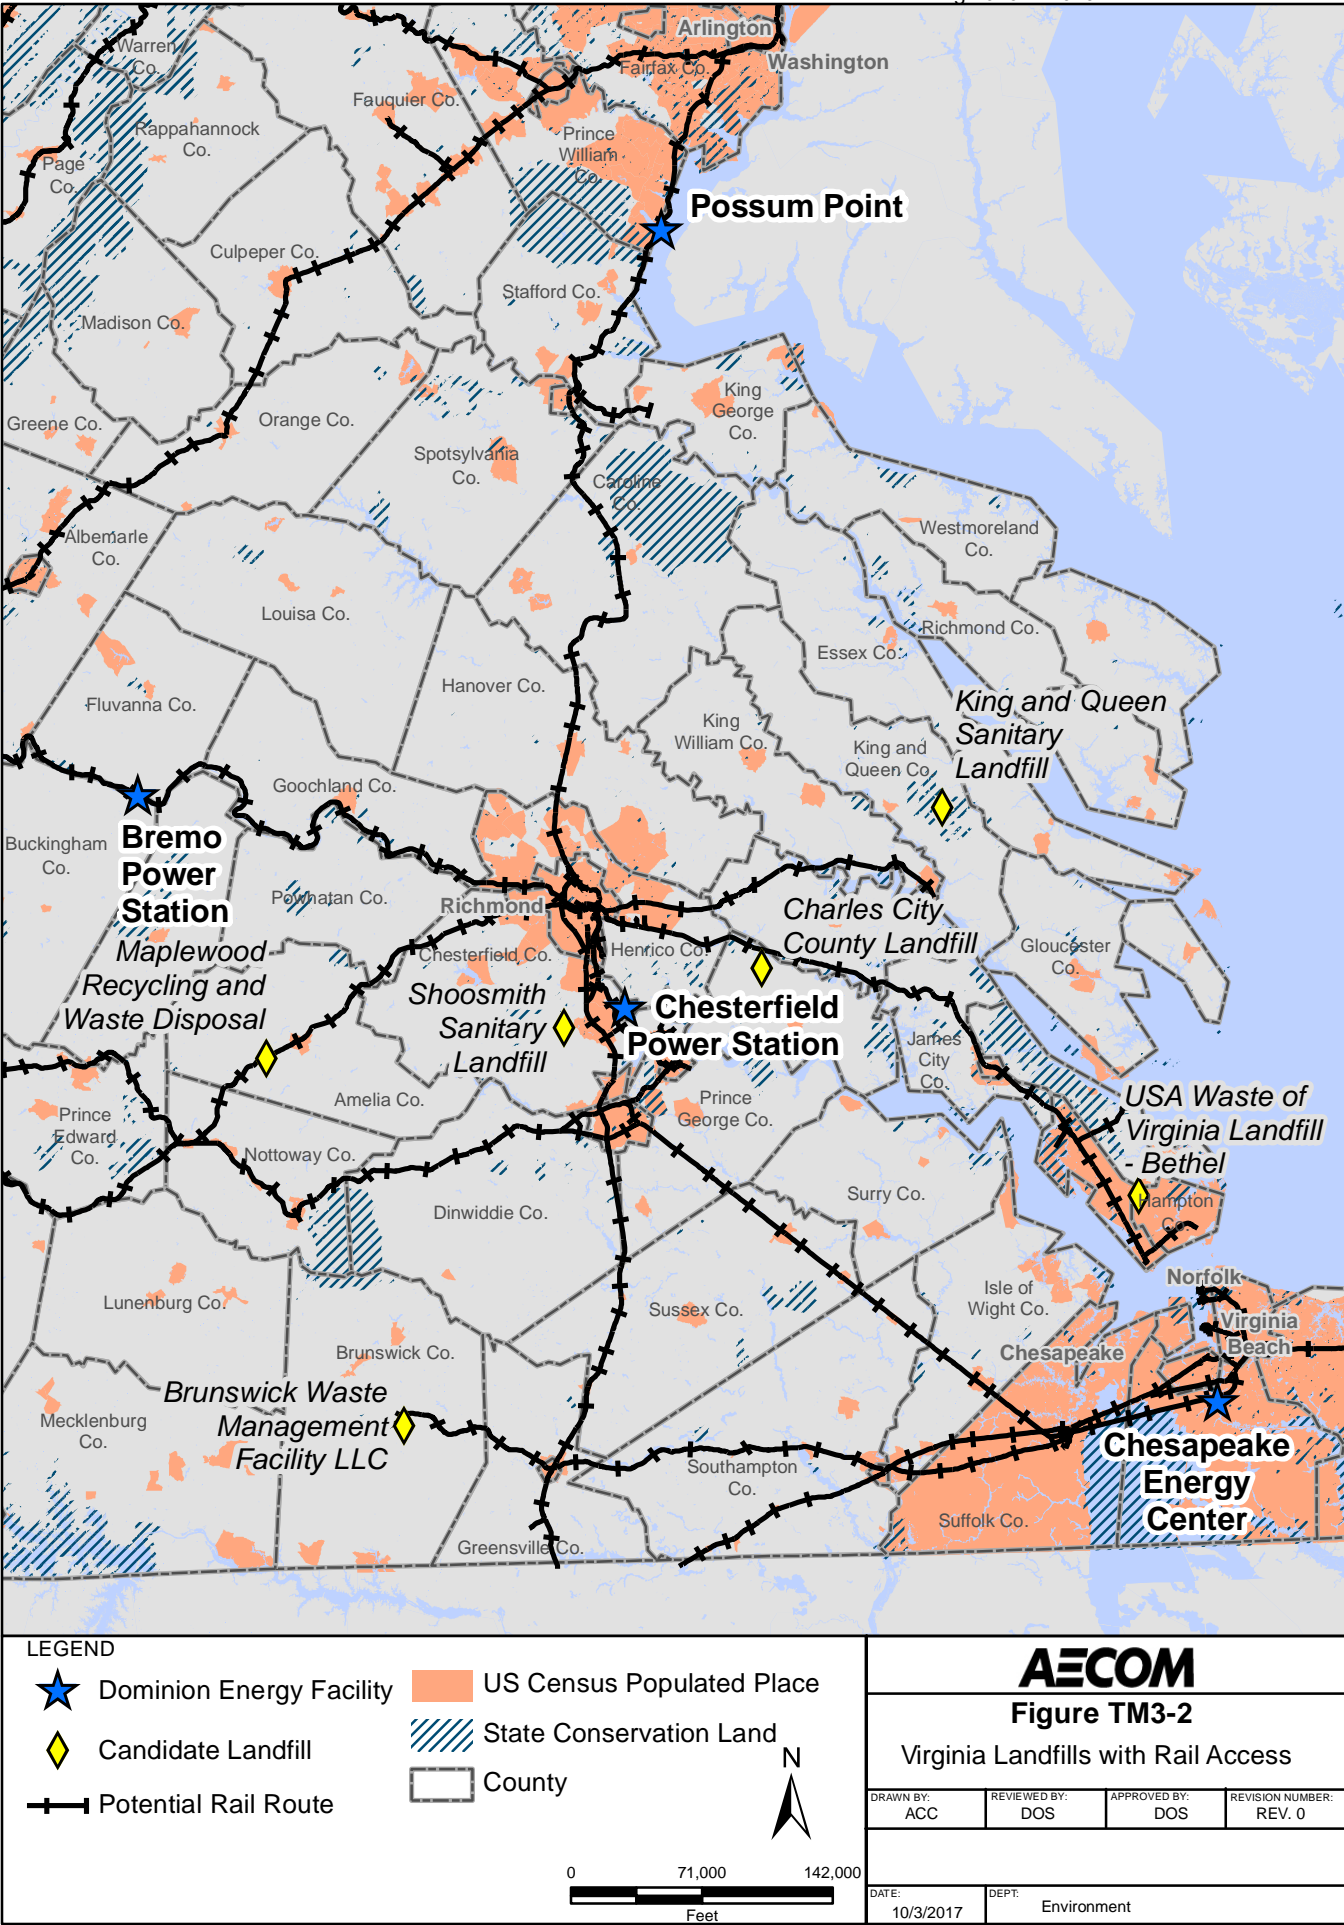 Arlington
Washington
Warren
Co.
Fairfax Co.
Fauquier Co.
Rappahannock
Co.
Prince
William
Co.
Page
Co.
Possum Point
Culpeper Co.
Stafford Co.
Madison Co.
King
George
Co.
Greene Co.
Orange Co.
Spotsylvania
Co.
Caroline
Co.
Westmoreland
Co.
Albemarle
Co.
Louisa Co.
Richmond Co.
Essex Co.
Hanover Co.
Fluvanna Co.
King and Queen
Sanitary
Landfill
King
William Co.
King and
Queen Co.
Goochland Co.
Buckingham
Co.
Bremo
Power
Station
Powhatan Co.
Richmond
Charles City
County Landfill
Maplewood
Recycling and
Waste Disposal
Chesterfield Co.
Henrico Co.
Gloucester
Co.
Shoosmith
Sanitary
Landfill
Chesterfield
Power Station
James
City
Co.
Amelia Co.
Prince
George Co.
USA Waste of
Virginia Landfill
- Bethel
Prince
Edward
Co.
Nottoway Co.
Hampton
Co.
Dinwiddie Co.
Surry Co.
Norfolk
Isle of
Wight Co.
Lunenburg Co.
Sussex Co.
Virginia
Beach
Brunswick Co.
Chesapeake
Brunswick Waste
Management
Facility LLC
Mecklenburg
Co.
Chesapeake
Energy
Center
Southampton
Co.
Suffolk Co.
Greensville Co.
LEGEND
Dominion Energy Facility
Candidate Landfill
Potential Rail Route
US Census Populated Place
State Conservation Land
County
N
0 71,000 142,000
Feet
AECOM
Figure TM3-2
Virginia Landfills with Rail Access
DRAWN BY: REVIEWED BY: APPROVED BY: REVISION NUMBER:
ACC DOS DOS REV. 0
DATE: DEPT:
10/3/2017 Environment